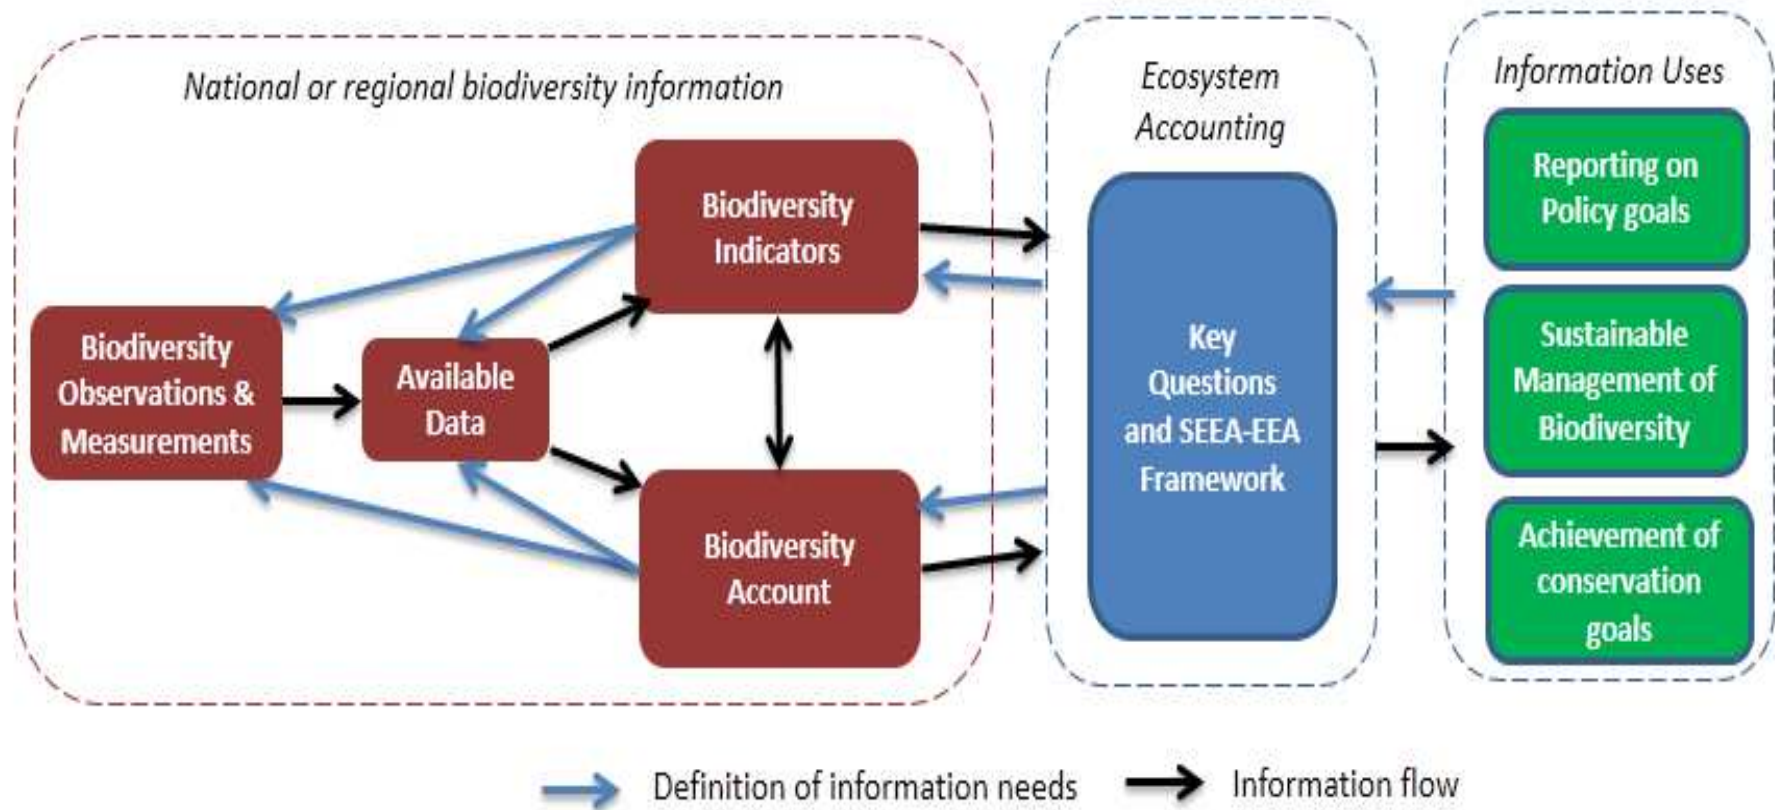 National or regional biodiversity information
Ecosystem
Accounting
Information Uses
Biodiversity
Indicators
Biodiversity
Observations &
Measurements
Available
Data
Biodiversity
Account
Key
Questions
and SEEA-EEA
Framework
Reporting on
Policy goals
Sustainable
Management of
Biodiversity
Achievement of
conservation
goals
Definition of information needs
Information flow